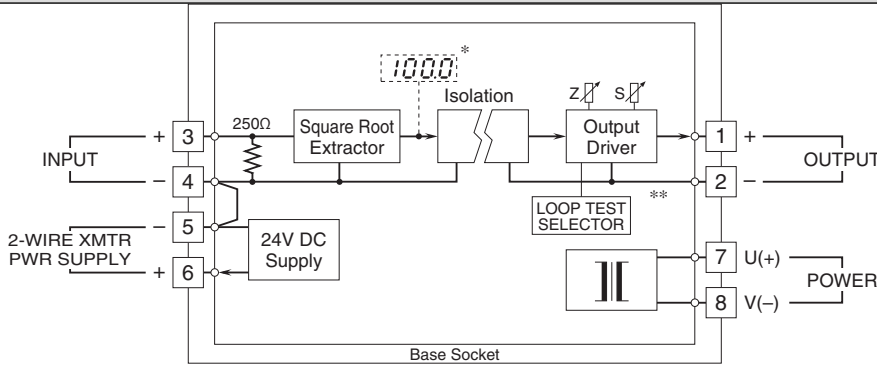 100.0 *
Isolation
Z S
250Ω
Square Root
Extractor
Output
Driver
+ 3
1 +
INPUT
OUTPUT
− 4
2 −
**
LOOP TEST
SELECTOR
− 5
2-WIRE XMTR
PWR SUPPLY
24V DC
Supply
+ 6
7 U(+)
POWER
8 V(−)
Base Socket